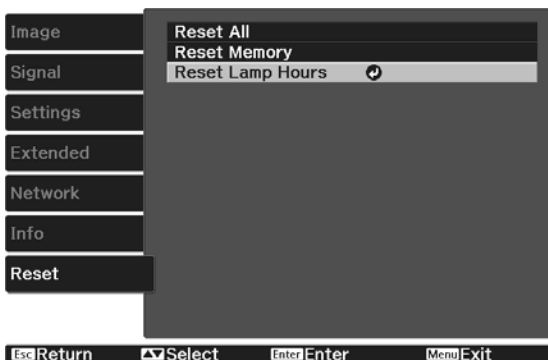 Image
Signal
Settings
Extended
Network
Info
Reset
Reset All
Reset Memory
Reset Lamp Hours
Esc Return Select Enter Enter Menu Exit